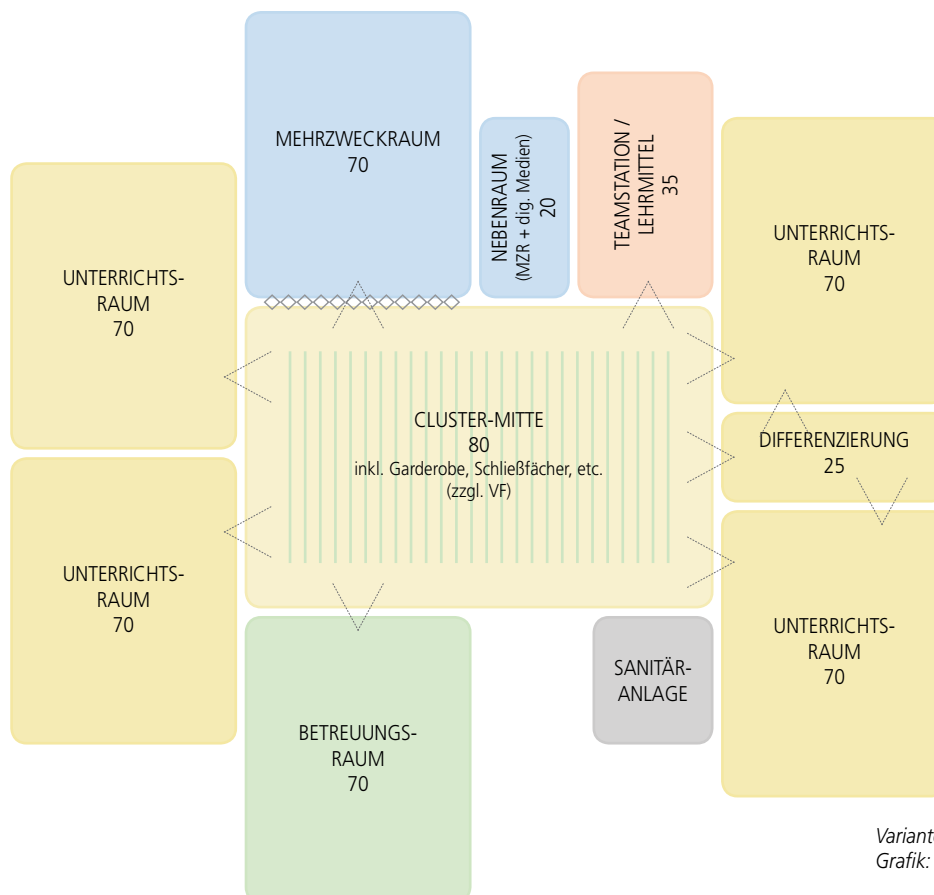 MEHRZWECKRAUM
70
NEBENRAUM
(MZR + dig. Medien)
20
TEAMSTATION /
LEHRMITTEL
35
UNTERRICHTS-
RAUM
70
UNTERRICHTS-
RAUM
70
CLUSTER-MITTE
80
inkl. Garderobe, Schließfächer, etc.
(zzgl. VF)
DIFFERENZIERUNG
25
UNTERRICHTS-
RAUM
70
UNTERRICHTS-
RAUM
70
SANITÄR-
ANLAGE
BETREUUNGS-
RAUM
70
Grafik: